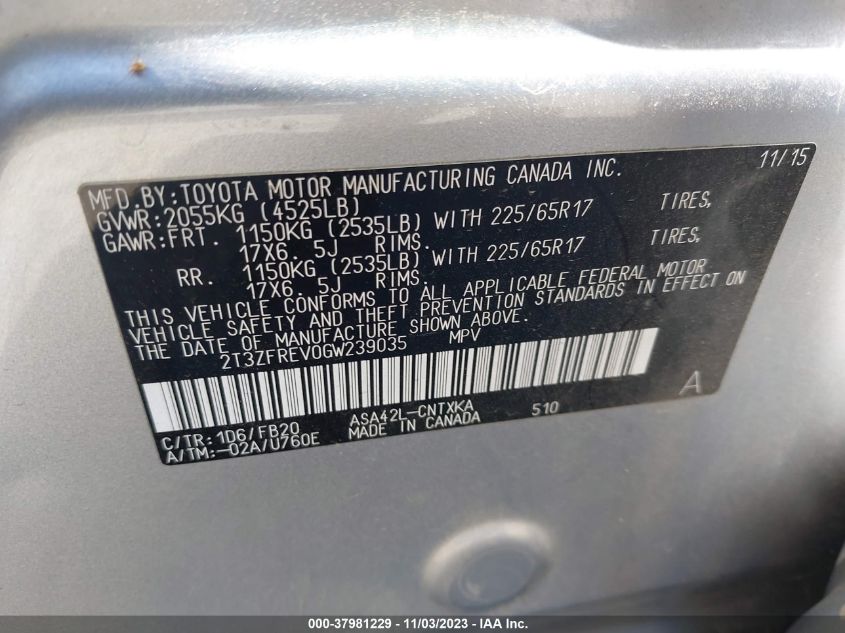 MFD.BY:TOYOTA MOTOR MANUFACTURING CANADA INC. 11/15
GVWR:2055KG (4525LB)
GAWR:FRT. 1150KG (2535LB) WITH 225/65R17 TIRES,
17X6.5J RIMS.
RR. 1150KG (2535LB) WITH 225/65R17 TIRES,
17X6.5J RIMS.
THIS VEHICLE CONFORMS TO ALL APPLICABLE FEDERAL MOTOR
VEHICLE SAFETY AND THEFT PREVENTION STANDARDS IN EFFECT ON
THE DATE OF MANUFACTURE SHOWN ABOVE.
2T3ZFREV0GW239035 MPV
A
C/TR:1D6/FB20 ASA42L-CNTXKA 510
A/TM:-02A/U760E MADE IN CANADA
000-37981229 - 11/03/2023 - IAA Inc.